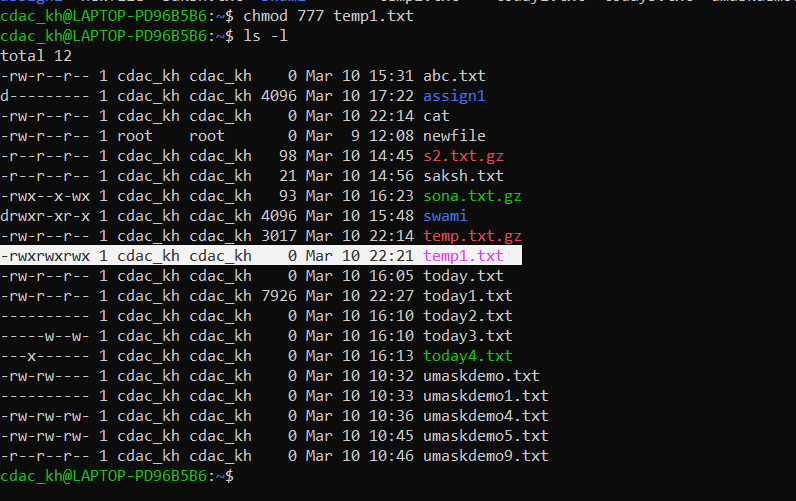 cdac_kh@LAPTOP-PD96B5B6:~$ chmod 777 temp1.txt
cdac_kh@LAPTOP-PD96B5B6:~$ ls -l
total 12
-rw-r--r-- 1 cdac_kh cdac_kh    0 Mar 10 15:31 abc.txt
d--------- 1 cdac_kh cdac_kh 4096 Mar 10 17:22 assign1
-rw-r--r-- 1 cdac_kh cdac_kh    0 Mar 10 22:14 cat
-rw-r--r-- 1 root    root       0 Mar  9 12:08 newfile
-r--r--r-- 1 cdac_kh cdac_kh   98 Mar 10 14:45 s2.txt.gz
-r--r--r-- 1 cdac_kh cdac_kh   21 Mar 10 14:56 saksh.txt
-rwx--x-wx 1 cdac_kh cdac_kh   93 Mar 10 16:23 sona.txt.gz
drwxr-xr-x 1 cdac_kh cdac_kh 4096 Mar 10 15:48 swami
-rw-r--r-- 1 cdac_kh cdac_kh 3017 Mar 10 22:14 temp.txt.gz
-rwxrwxrwx 1 cdac_kh cdac_kh    0 Mar 10 22:21 temp1.txt
-rw-r--r-- 1 cdac_kh cdac_kh    0 Mar 10 16:05 today.txt
-rw-r--r-- 1 cdac_kh cdac_kh 7926 Mar 10 22:27 today1.txt
---------- 1 cdac_kh cdac_kh    0 Mar 10 16:10 today2.txt
-----w--w- 1 cdac_kh cdac_kh    0 Mar 10 16:10 today3.txt
---x------ 1 cdac_kh cdac_kh    0 Mar 10 16:13 today4.txt
-rw-rw---- 1 cdac_kh cdac_kh    0 Mar 10 10:32 umaskdemo.txt
---------- 1 cdac_kh cdac_kh    0 Mar 10 10:33 umaskdemo1.txt
-rw-rw-rw- 1 cdac_kh cdac_kh    0 Mar 10 10:36 umaskdemo4.txt
-rw-rw-rw- 1 cdac_kh cdac_kh    0 Mar 10 10:45 umaskdemo5.txt
-r--r--r-- 1 cdac_kh cdac_kh    0 Mar 10 10:46 umaskdemo9.txt
cdac_kh@LAPTOP-PD96B5B6:~$